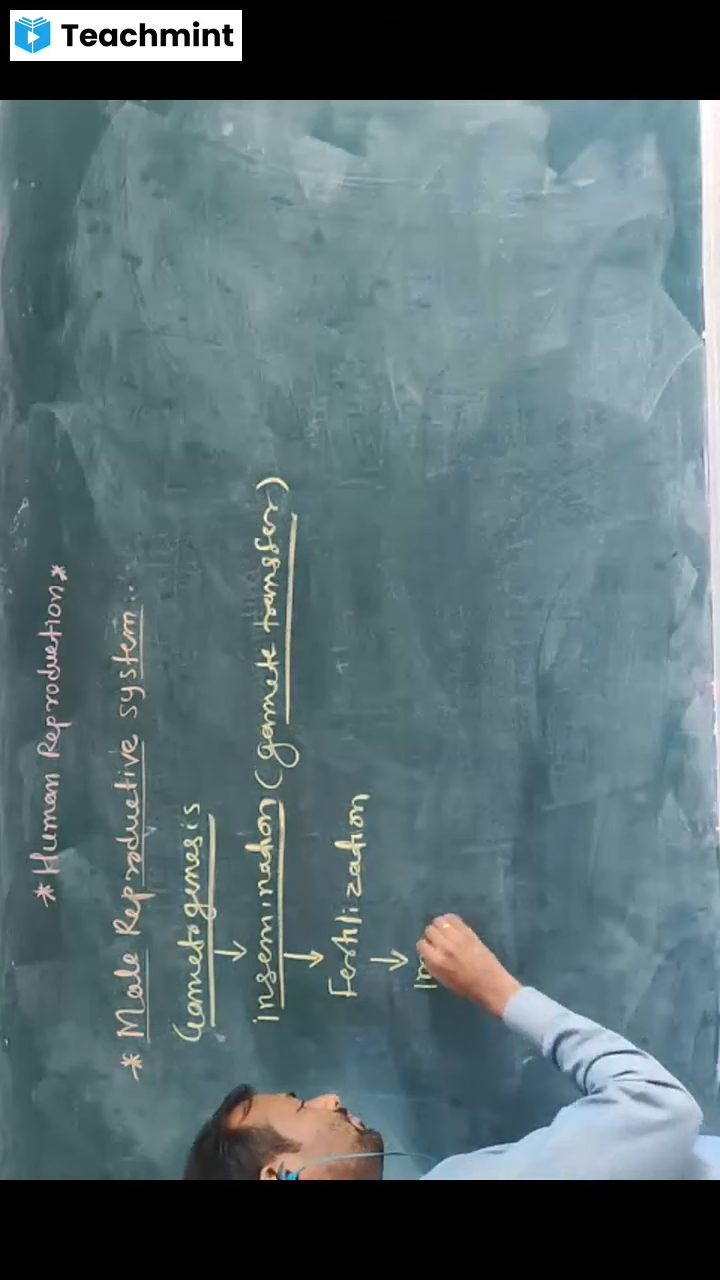 Teachmint
* Human Reproduction *
* Male Reproductive system :
Gametogenesis
↓
insemination (gamete transfer)
↓
Fertilization
↓